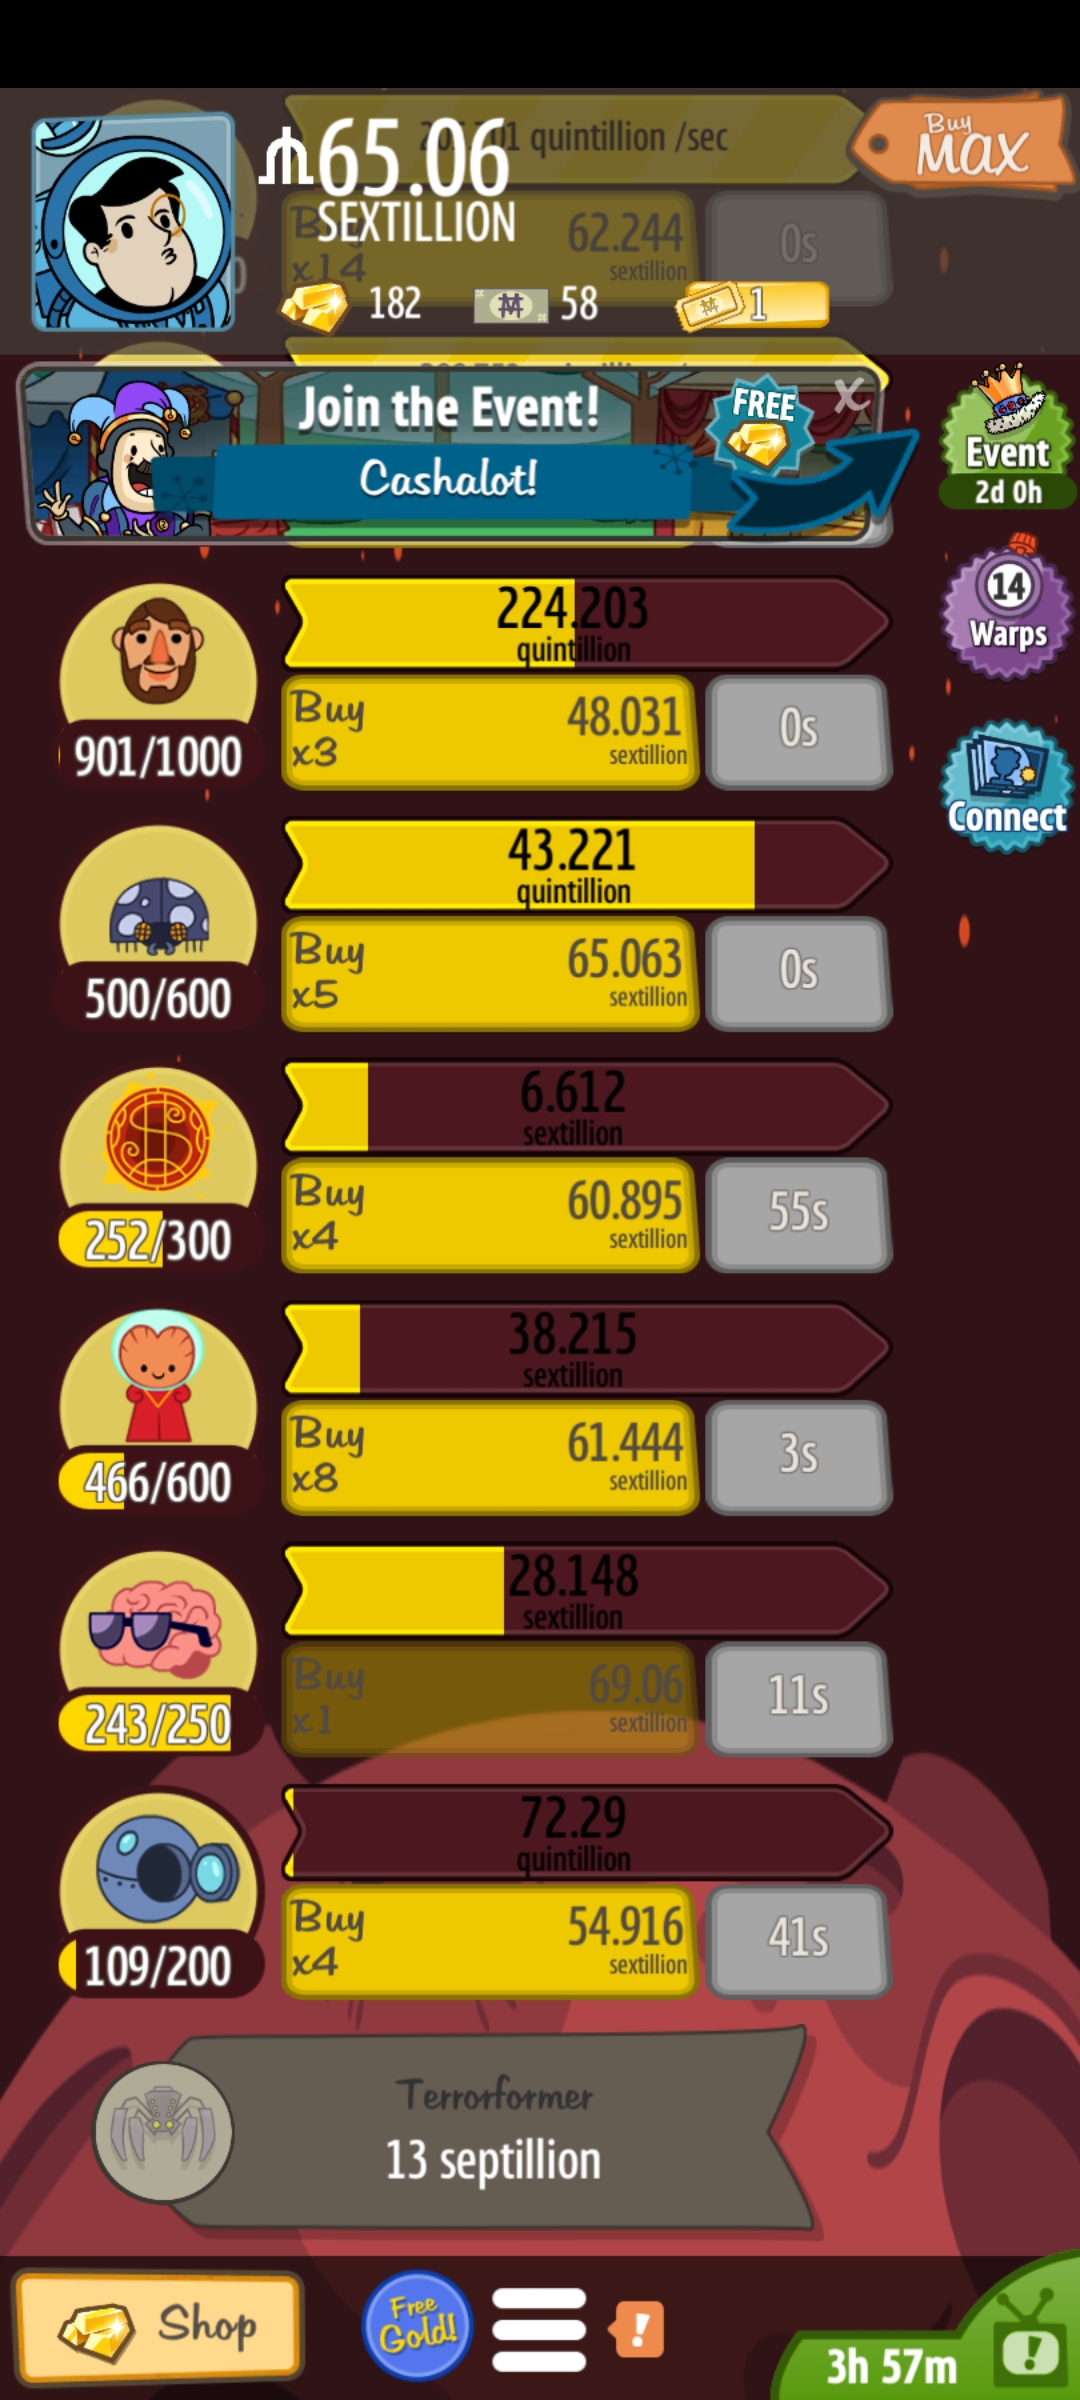 quintillion /sec
Buy
MAX
65.06
SEXTILLION
x14
62.244
sextillion
0s
182
58
1
Join the Event!
FREE
X
Cashalot!
Event
2d 0h
224.203
quintillion
14
Warps
Buy
x3
48.031
sextillion
0s
901/1000
Connect
43.221
quintillion
Buy
x5
65.063
sextillion
0s
500/600
6.612
sextillion
Buy
x4
60.895
sextillion
55s
252/300
38.215
sextillion
Buy
x8
61.444
sextillion
3s
466/600
28.148
sextillion
Buy
x1
69.06
sextillion
11s
243/250
72.29
quintillion
Buy
x4
54.916
sextillion
41s
109/200
Terrorformer
13 septillion
Shop
Free
Gold!
!
3h 57m
!